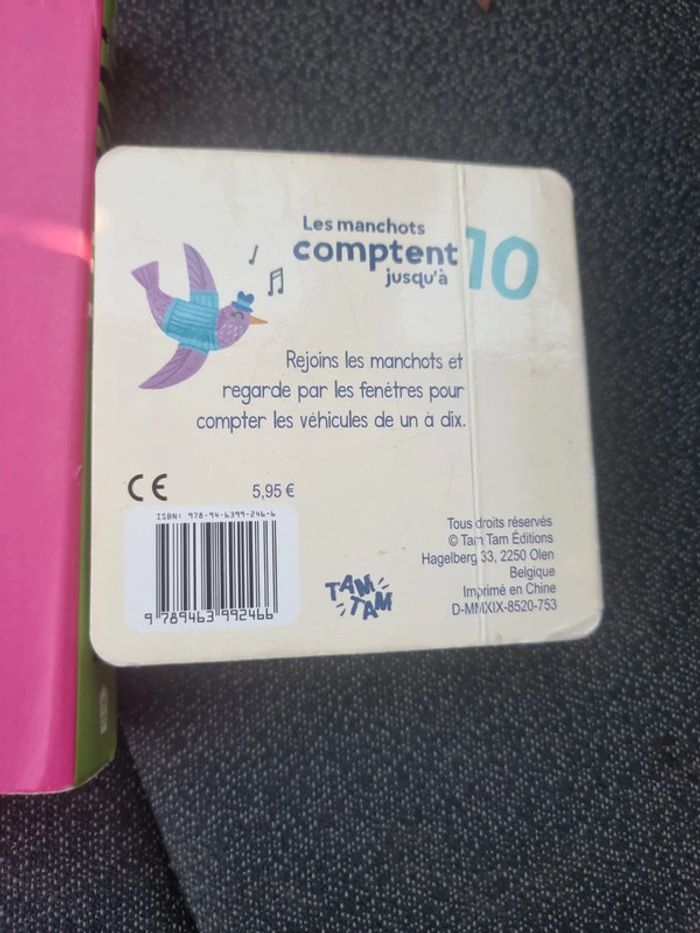 Les manchots
comptent
jusqu'à
10
Rejoins les manchots et
regarde par les fenêtres pour
compter les véhicules de un à dix.
CE
5,95 €
ISBN: 978-94-6399-246-6
9 789463 992466
TAM
TAM
Tous droits réservés
© Tam Tam Éditions
Hagelberg 33, 2250 Olen
Belgique
Imprimé en Chine
D-MMXIX-8520-753